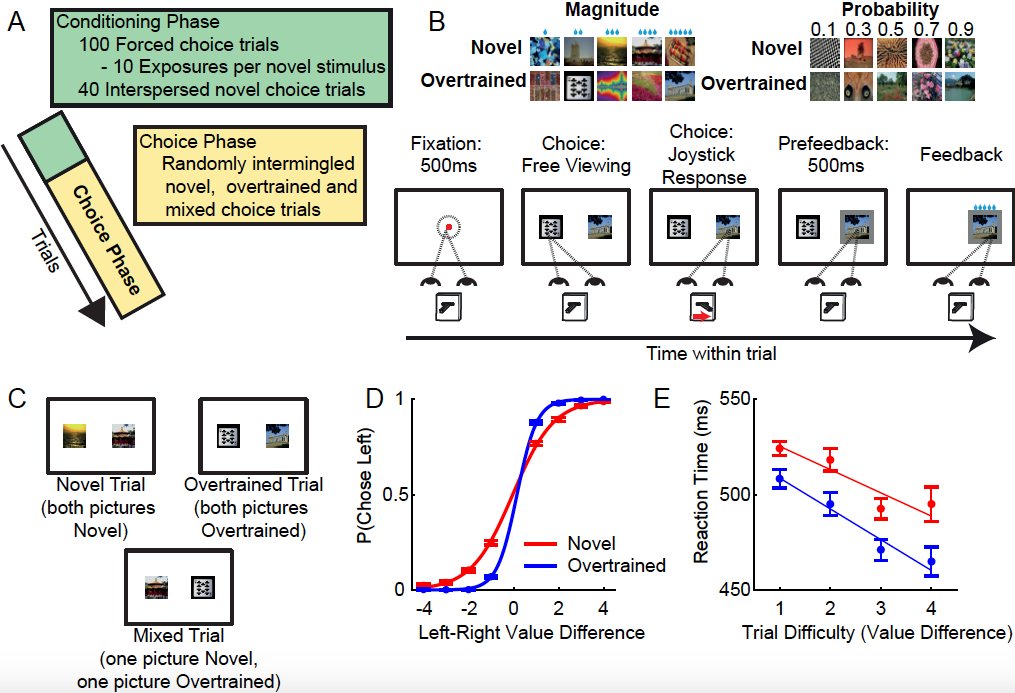 A
Conditioning Phase
100 Forced choice trials
- 10 Exposures per novel stimulus
40 Interspersed novel choice trials
Choice Phase
Randomly intermingled
novel, overtrained and
mixed choice trials
Choice Phase
Trials
B
Magnitude
Novel
Overtrained
Probability
0.1 0.3 0.5 0.7 0.9
Novel
Overtrained
Fixation:
500ms
Choice:
Free Viewing
Choice:
Joystick
Response
Prefeedback:
500ms
Feedback
Time within trial
C
Novel Trial
(both pictures
Novel)
Overtrained Trial
(both pictures
Overtrained)
Mixed Trial
(one picture Novel,
one picture Overtrained)
D
P(Chose Left)
1
0.5
0
-4 -2 0 2 4
Left-Right Value Difference
Novel
Overtrained
E
Reaction Time (ms)
550
500
450
1 2 3 4
Trial Difficulty (Value Difference)